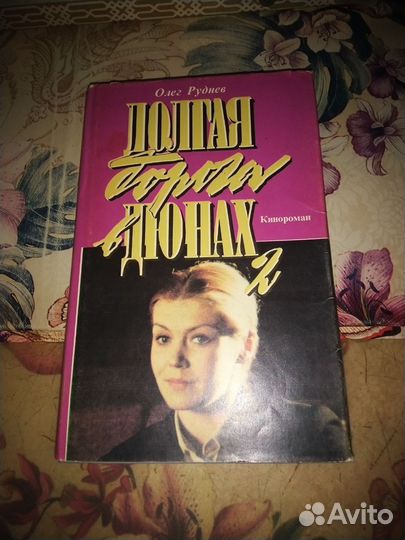 Олег Руднев
ДОЛГАЯ
дорога
в ДЮНАХ
Кинороман
2
Avito